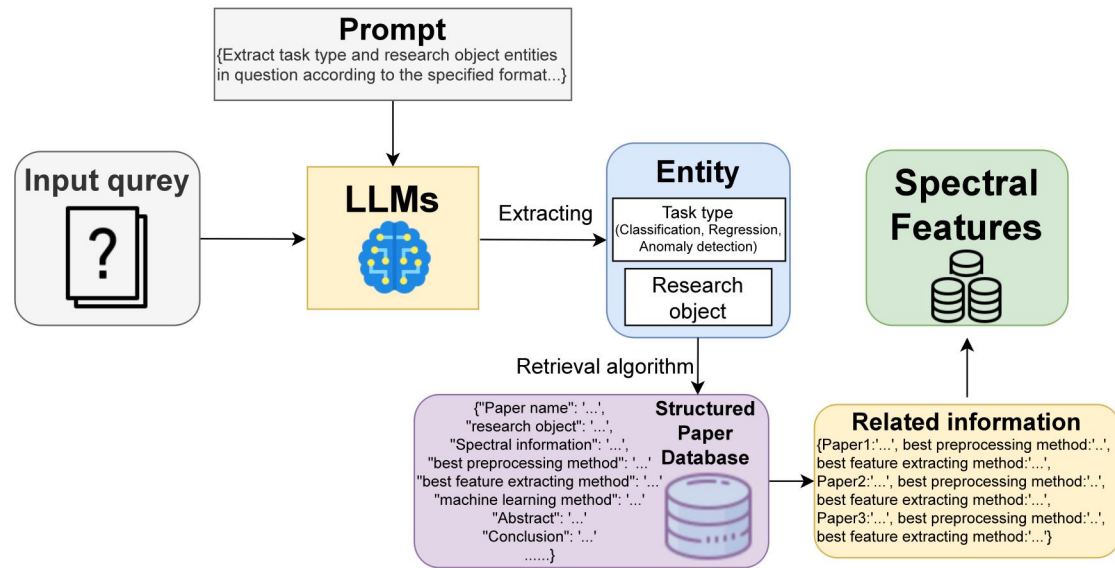 Prompt
{Extract task type and research object entities
in question according to the specified format...}
Input qurey
?
LLMs
Extracting
Entity
Task type
(Classification, Regression,
Anomaly detection)
Research
object
Spectral
Features
Retrieval algorithm
{"Paper name": '...',
"research object": '...',
"Spectral information": '...',
"best preprocessing method": '...'
"best feature extracting method": '...'
"machine learning method": '...'
"Abstract": '...'
"Conclusion": '...'
......}
Structured
Paper
Database
Related information
{Paper1:'...', best preprocessing method:'..',
best feature extracting method:'...',
Paper2:'...', best preprocessing method:'..',
best feature extracting method:'...',
Paper3:'...', best preprocessing method:'..',
best feature extracting method:'...'}